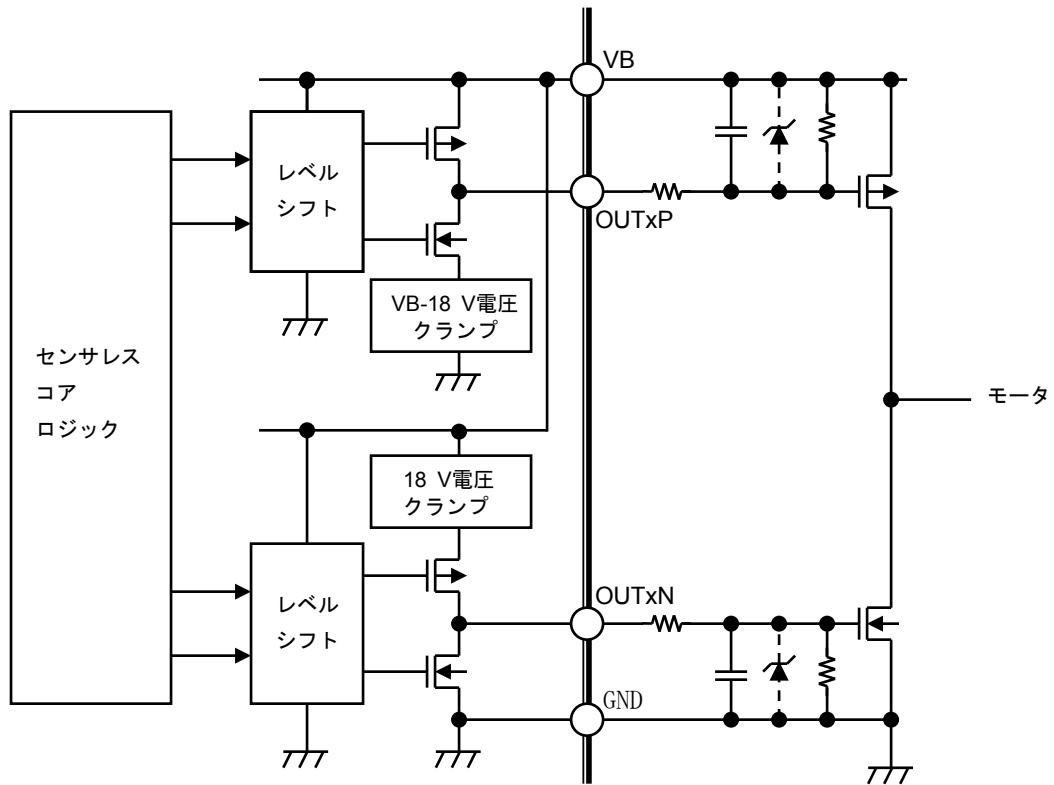 VB
レベル
シフト
OUTxP
VB-18 V電圧
クランプ
センサレス
コア
ロジック
モータ
18 V電圧
クランプ
レベル
シフト
OUTxN
GND